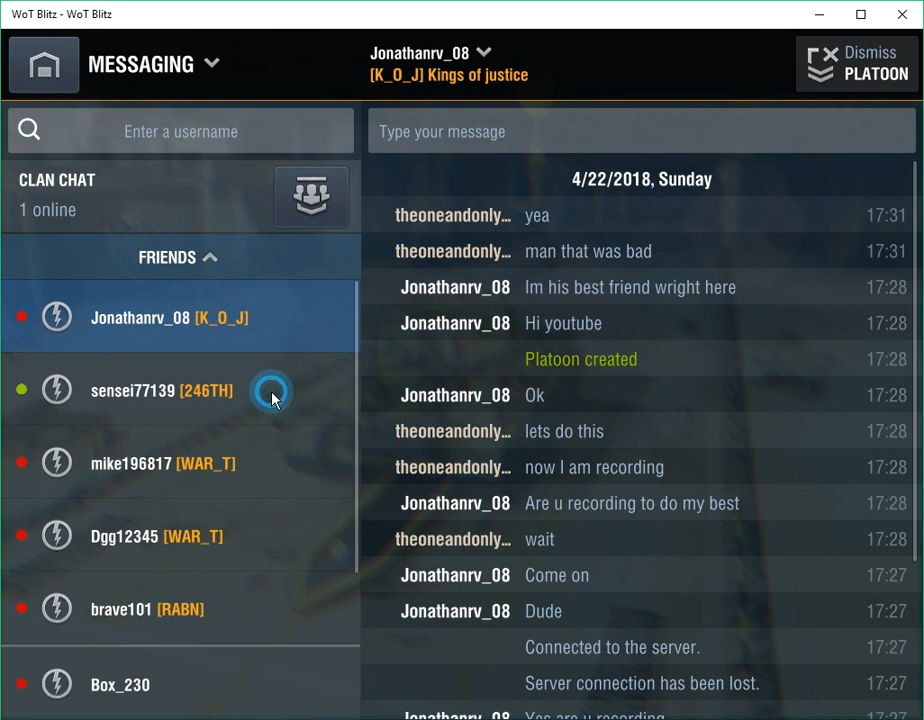 WoT Blitz - WoT Blitz
MESSAGING
Jonathanrv_08
[K_O_J] Kings of justice
Dismiss
PLATOON
Enter a username
Type your message
CLAN CHAT
1 online
FRIENDS
Jonathanrv_08 [K_O_J]
sensei77139 [246TH]
mike196817 [WAR_T]
Dgg12345 [WAR_T]
brave101 [RABN]
Box_230
4/22/2018, Sunday
theoneandonly... yea 17:31
theoneandonly... man that was bad 17:31
Jonathanrv_08 Im his best friend wright here 17:28
Jonathanrv_08 Hi youtube 17:28
Platoon created 17:28
Jonathanrv_08 Ok 17:28
theoneandonly... lets do this 17:28
theoneandonly... now I am recording 17:28
Jonathanrv_08 Are u recording to do my best 17:28
theoneandonly... wait 17:28
Jonathanrv_08 Come on 17:27
Jonathanrv_08 Dude 17:27
Connected to the server. 17:27
Server connection has been lost. 17:27
Jonathanrv_08 Yes are u recording 17:27